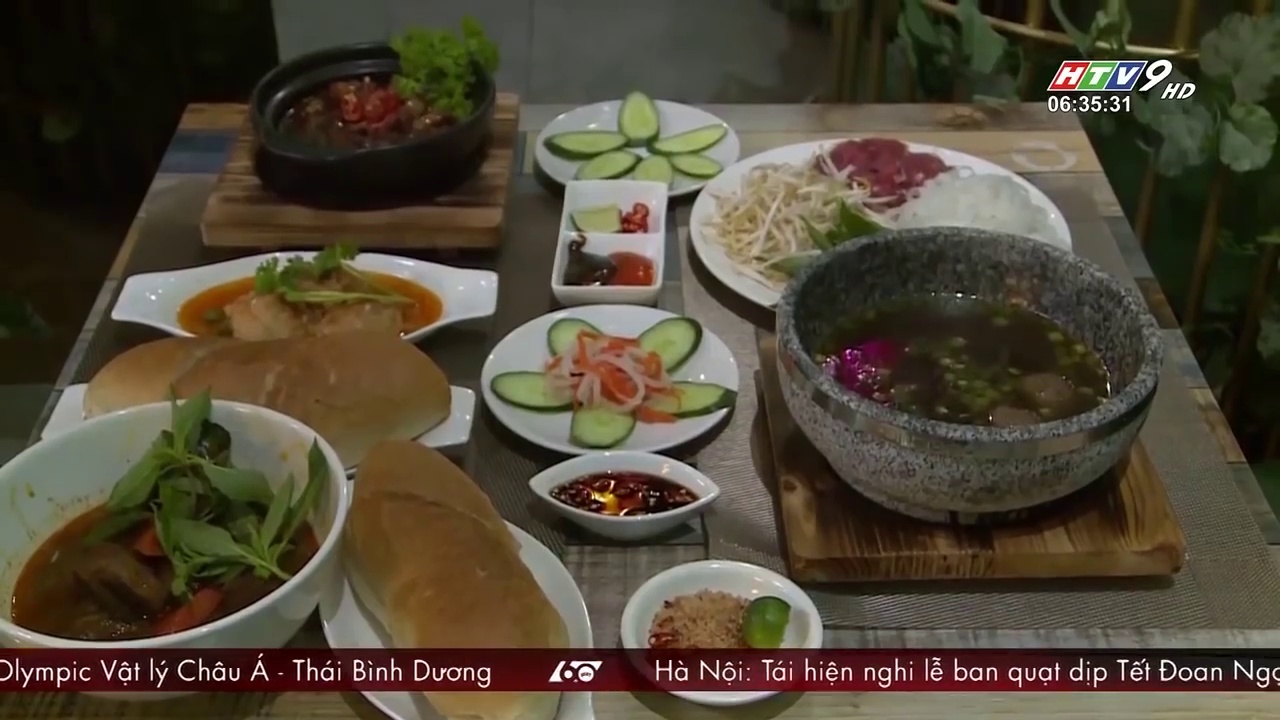 HTV9 HD
06:35:31
Olympic Vật lý Châu Á - Thái Bình Dương 60 Hà Nội: Tái hiện nghi lễ ban quạt dịp Tết Đoan